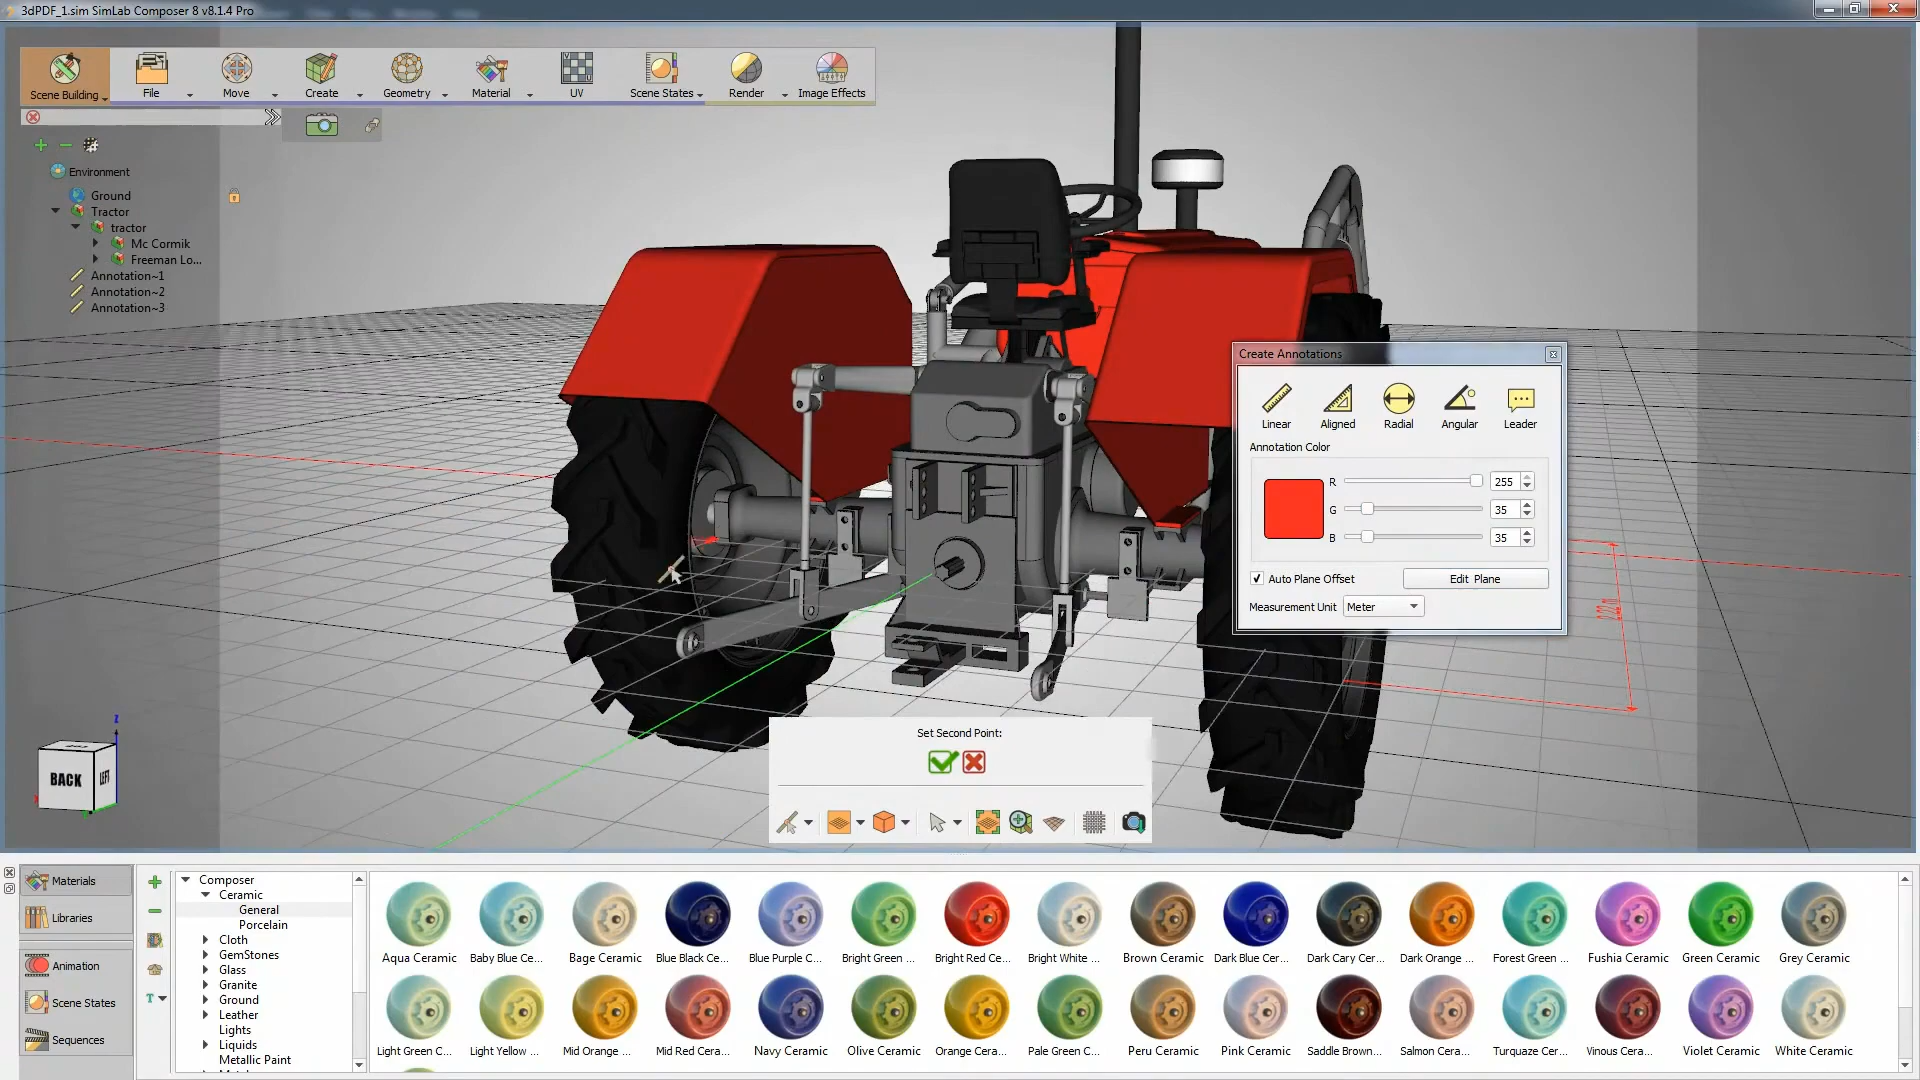 3dPDF_1.sim SimLab Composer 8 v8.1.4 Pro
Scene Building
File
Move
Create
Geometry
Material
UV
Scene States
Render
Image Effects
Environment
Ground
Tractor
tractor
Mc Cormik
Freeman Lo...
Annotation~1
Annotation~2
Annotation~3
Create Annotations
Linear
Aligned
Radial
Angular
Leader
Annotation Color
R 255
G 35
B 35
Auto Plane Offset
Edit Plane
Measurement Unit Meter
BACK
LEFT
Z
Set Second Point:
Materials
Libraries
Animation
Scene States
Sequences
T
Composer
Ceramic
General
Porcelain
Cloth
GemStones
Glass
Granite
Ground
Leather
Lights
Liquids
Metallic Paint
Aqua Ceramic
Baby Blue Ce...
Bage Ceramic
Blue Black Ce...
Blue Purple C...
Bright Green ...
Bright Red Ce...
Bright White ...
Brown Ceramic
Dark Blue Cer...
Dark Cary Cer...
Dark Orange ...
Forest Green ...
Fushia Ceramic
Green Ceramic
Grey Ceramic
Light Green C...
Light Yellow ...
Mid Orange ...
Mid Red Cera...
Navy Ceramic
Olive Ceramic
Orange Cera...
Pale Green C...
Peru Ceramic
Pink Ceramic
Saddle Brown...
Salmon Cera...
Turquaze Cer...
Vinous Cera...
Violet Ceramic
White Ceramic